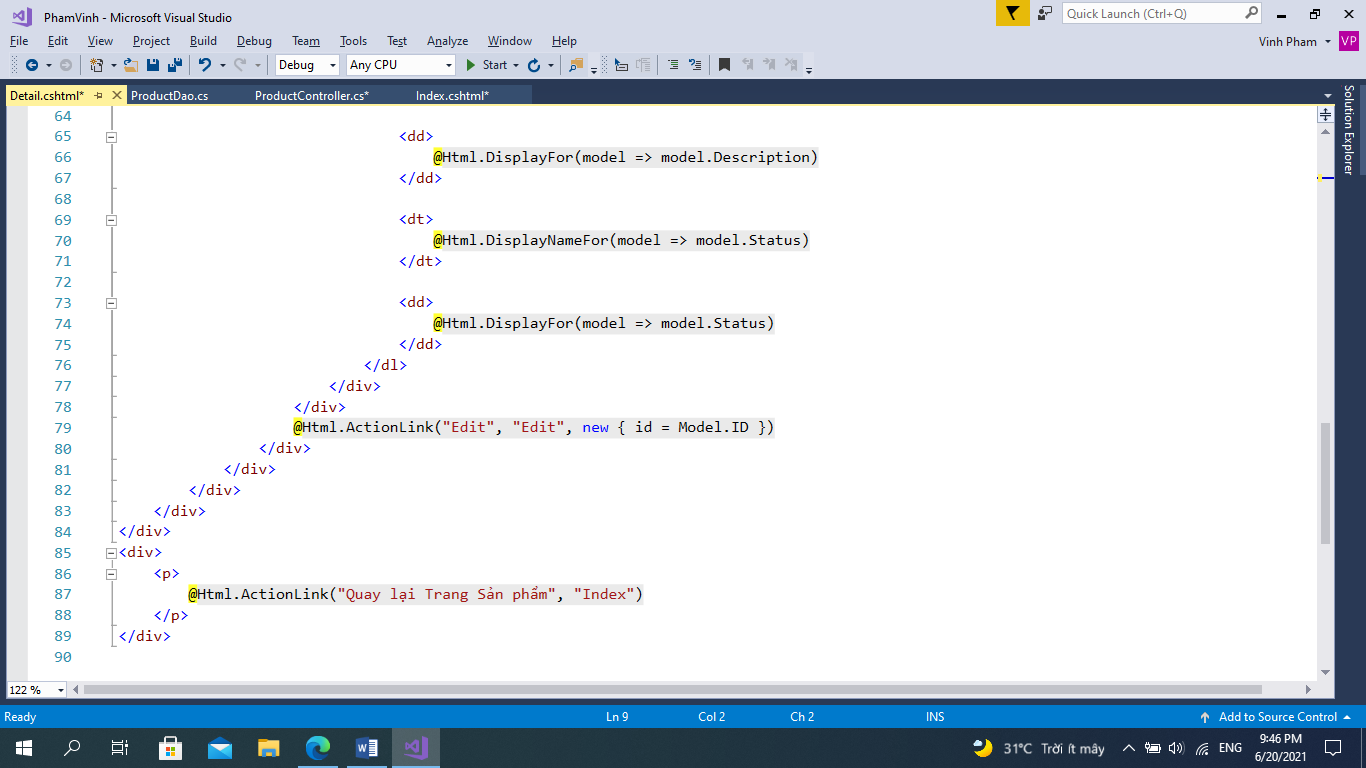 PhamVinh - Microsoft Visual Studio
Quick Launch (Ctrl+Q)
File Edit View Project Build Debug Team Tools Test Analyze Window Help
Vinh Pham VP
Debug Any CPU Start
Detail.cshtml* ProductDao.cs ProductController.cs* Index.cshtml*
Solution Explorer
64
65 <dd>
66 @Html.DisplayFor(model => model.Description)
67 </dd>
68
69 <dt>
70 @Html.DisplayNameFor(model => model.Status)
71 </dt>
72
73 <dd>
74 @Html.DisplayFor(model => model.Status)
75 </dd>
76 </dl>
77 </div>
78 </div>
79 @Html.ActionLink("Edit", "Edit", new { id = Model.ID })
80 </div>
81 </div>
82 </div>
83 </div>
84 </div>
85 <div>
86 <p>
87 @Html.ActionLink("Quay lại Trang Sản phẩm", "Index")
88 </p>
89 </div>
90
122 %
Ready Ln 9 Col 2 Ch 2 INS Add to Source Control
31°C Trời ít mây ENG 9:46 PM
6/20/2021